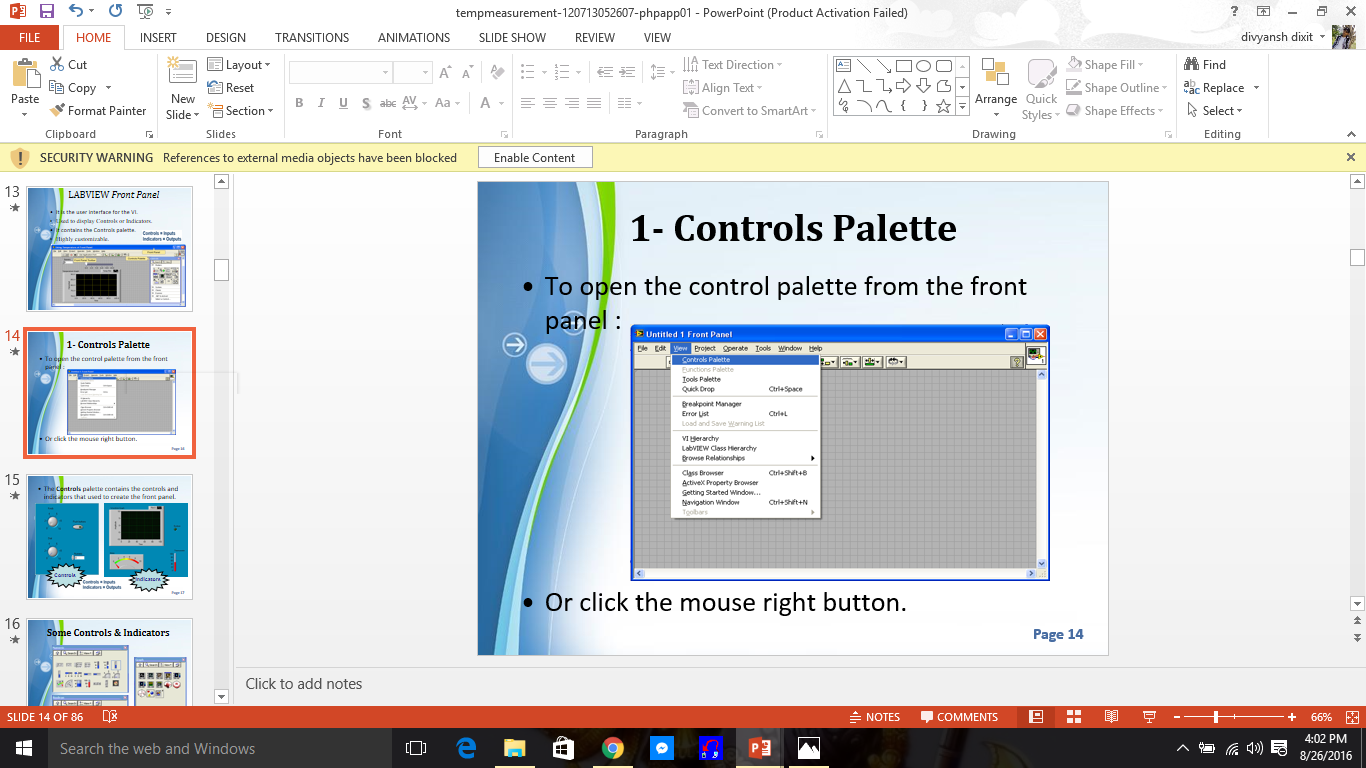 tempmeasurement-120713052607-phpapp01 - PowerPoint (Product Activation Failed)
FILE HOME INSERT DESIGN TRANSITIONS ANIMATIONS SLIDE SHOW REVIEW VIEW divyansh dixit
Paste
Cut
Copy
Format Painter
Clipboard
New Slide
Layout
Reset
Section
Slides
B I U S abc AV Aa A
Font
Text Direction
Align Text
Convert to SmartArt
Paragraph
Arrange
Quick Styles
Shape Fill
Shape Outline
Shape Effects
Drawing
Find
Replace
Select
Editing
SECURITY WARNING References to external media objects have been blocked Enable Content
13
LABVIEW Front Panel
• It is the user interface for the VI.
• Used to display Controls or Indicators.
• It contains the Controls palette.
Highly customizable.
Controls = Inputs
Indicators = Outputs
14
1- Controls Palette
• To open the control palette from the front
panel :
• Or click the mouse right button.
15
• The Controls palette contains the controls and
indicators that used to create the front panel.
Controls
Controls = Inputs
Indicators = Outputs
Indicators
Page 17
16
Some Controls & Indicators
1- Controls Palette
• To open the control palette from the front
panel :
Untitled 1 Front Panel
File Edit View Project Operate Tools Window Help
Controls Palette
Functions Palette
Tools Palette
Quick Drop Ctrl+Space
Breakpoint Manager
Error List Ctrl+L
Load and Save Warning List
VI Hierarchy
LabVIEW Class Hierarchy
Browse Relationships
Class Browser Ctrl+Shift+B
ActiveX Property Browser
Getting Started Window...
Navigation Window Ctrl+Shift+N
Toolbars
• Or click the mouse right button.
Page 14
Click to add notes
SLIDE 14 OF 86 NOTES COMMENTS 66%
Search the web and Windows
4:02 PM
8/26/2016